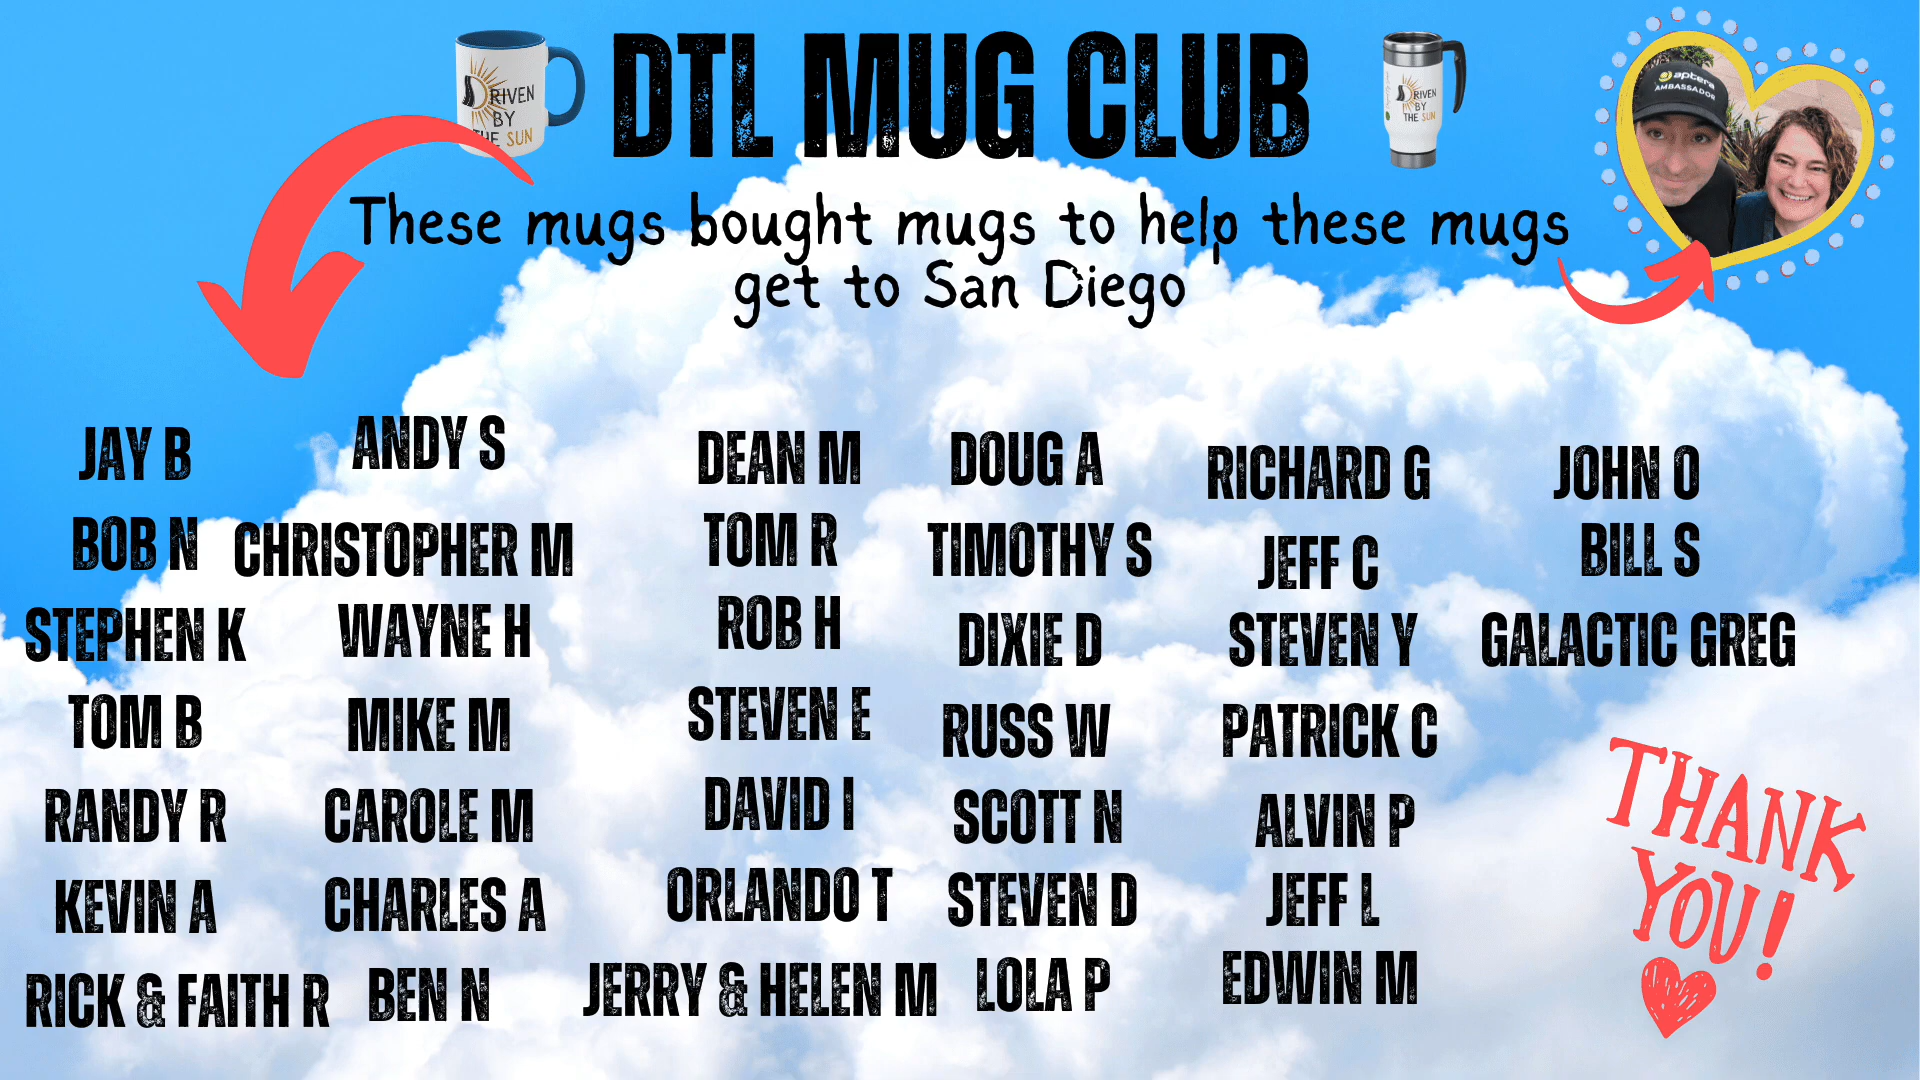 DTL MUG CLUB
DRIVEN
BY
THE SUN
DRIVEN
BY
THE SUN
aptera
AMBASSADOR
These mugs bought mugs to help these mugs
get to San Diego
JAY B
BOB N
STEPHEN K
TOM B
RANDY R
KEVIN A
RICK & FAITH R
ANDY S
CHRISTOPHER M
WAYNE H
MIKE M
CAROLE M
CHARLES A
BEN N
DEAN M
TOM R
ROB H
STEVEN E
DAVID I
ORLANDO T
JERRY & HELEN M
DOUG A
TIMOTHY S
DIXIE D
RUSS W
SCOTT N
STEVEN D
LOLA P
RICHARD G
JEFF C
STEVEN Y
PATRICK C
ALVIN P
JEFF L
EDWIN M
JOHN O
BILL S
GALACTIC GREG
THANK
YOU!